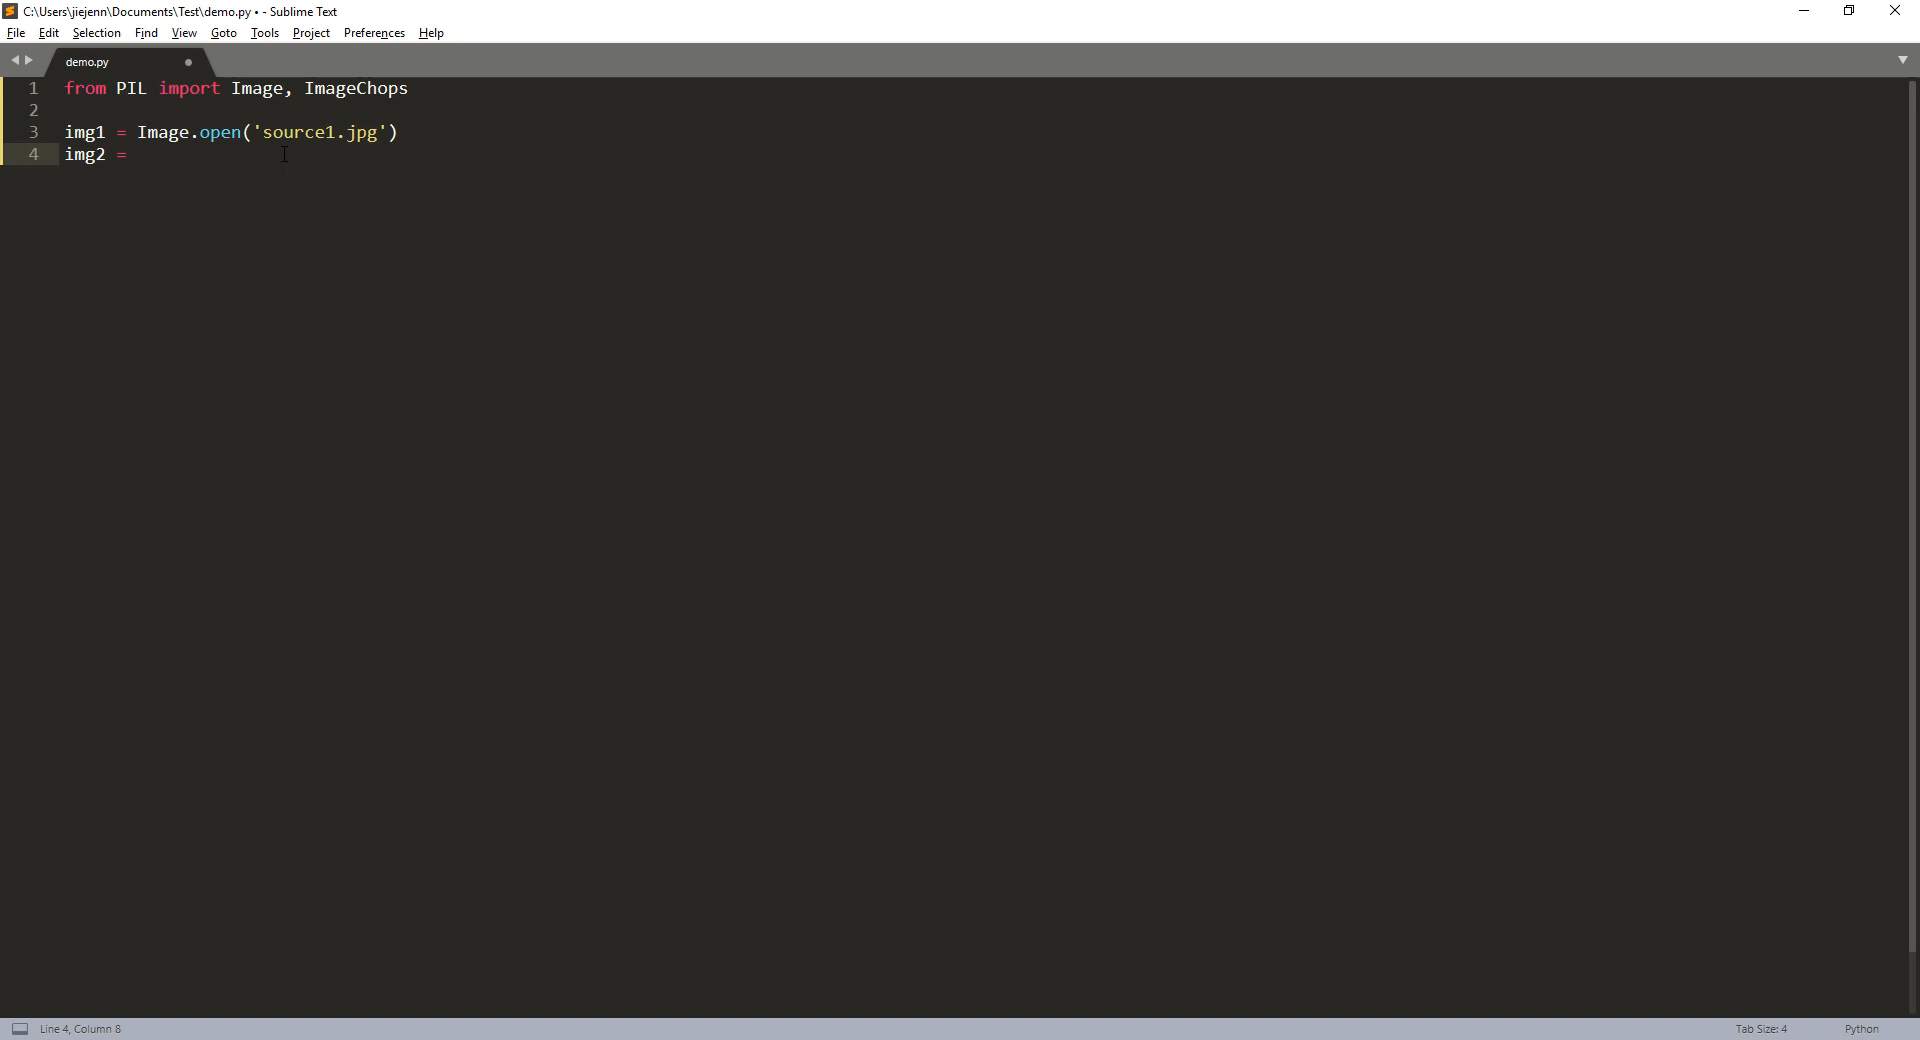 C:\Users\jiejenn\Documents\Test\demo.py • - Sublime Text
File Edit Selection Find View Goto Tools Project Preferences Help
demo.py
1 from PIL import Image, ImageChops
2
3 img1 = Image.open('source1.jpg')
4 img2 =
Line 4, Column 8 Tab Size: 4 Python